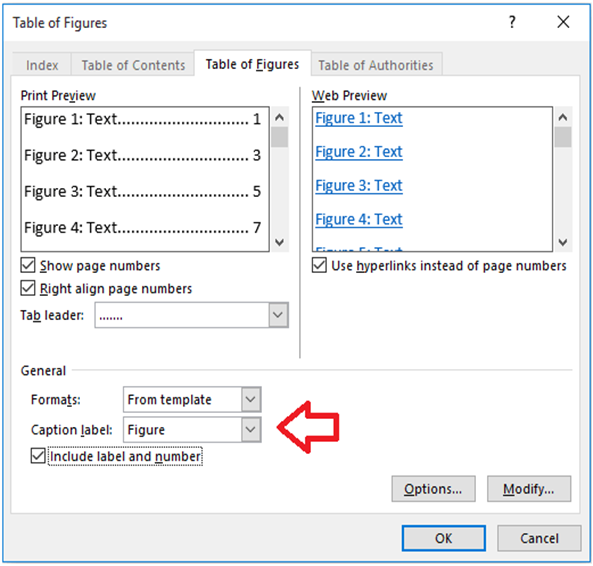 Table of Figures
Index Table of Contents Table of Figures Table of Authorities
Print Preview
Figure 1: Text............................... 1
Figure 2: Text............................... 3
Figure 3: Text............................... 5
Figure 4: Text............................... 7
Show page numbers
Right align page numbers
Tab leader: .......
Web Preview
Figure 1: Text
Figure 2: Text
Figure 3: Text
Figure 4: Text
Figure 5: Text
Use hyperlinks instead of page numbers
General
Formats: From template
Caption label: Figure
Include label and number
Options... Modify...
OK Cancel